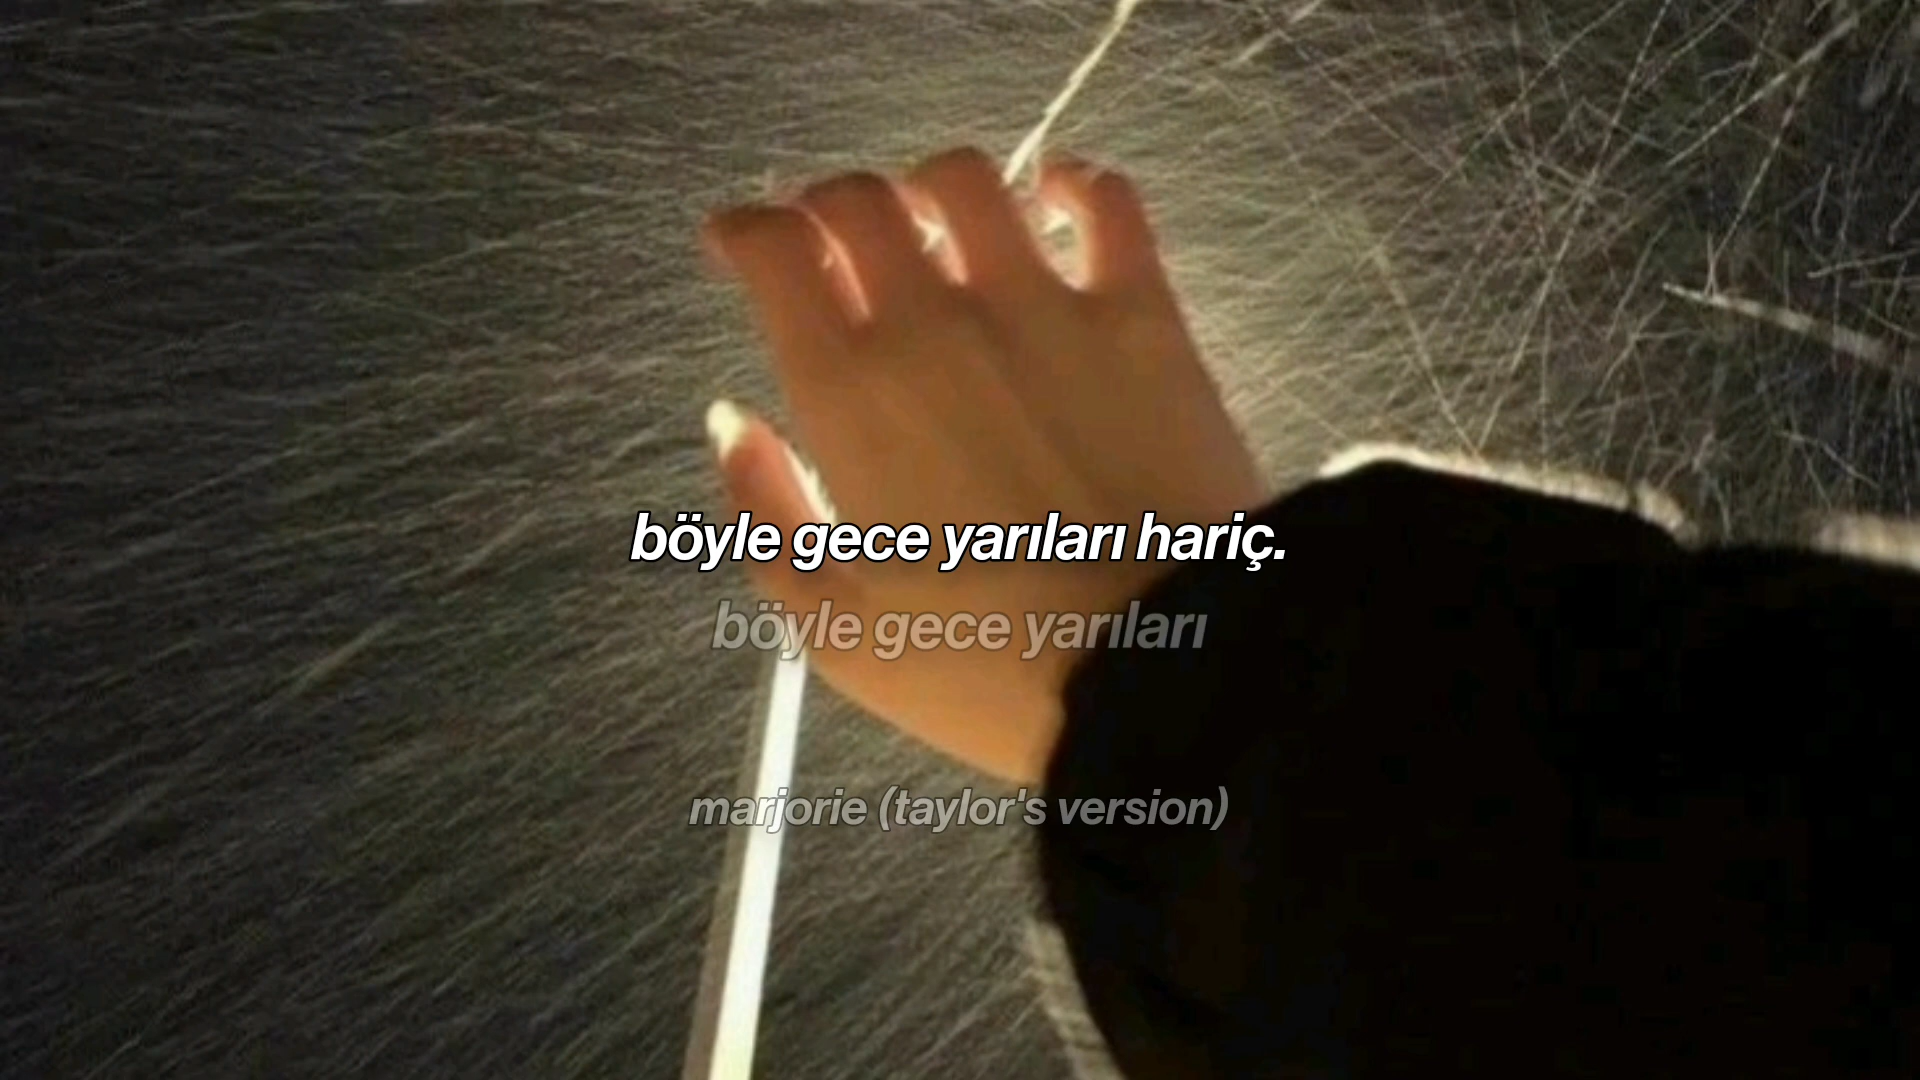 böyle gece yarıları hariç.
böyle gece yarıları
marjorie (taylor's version)